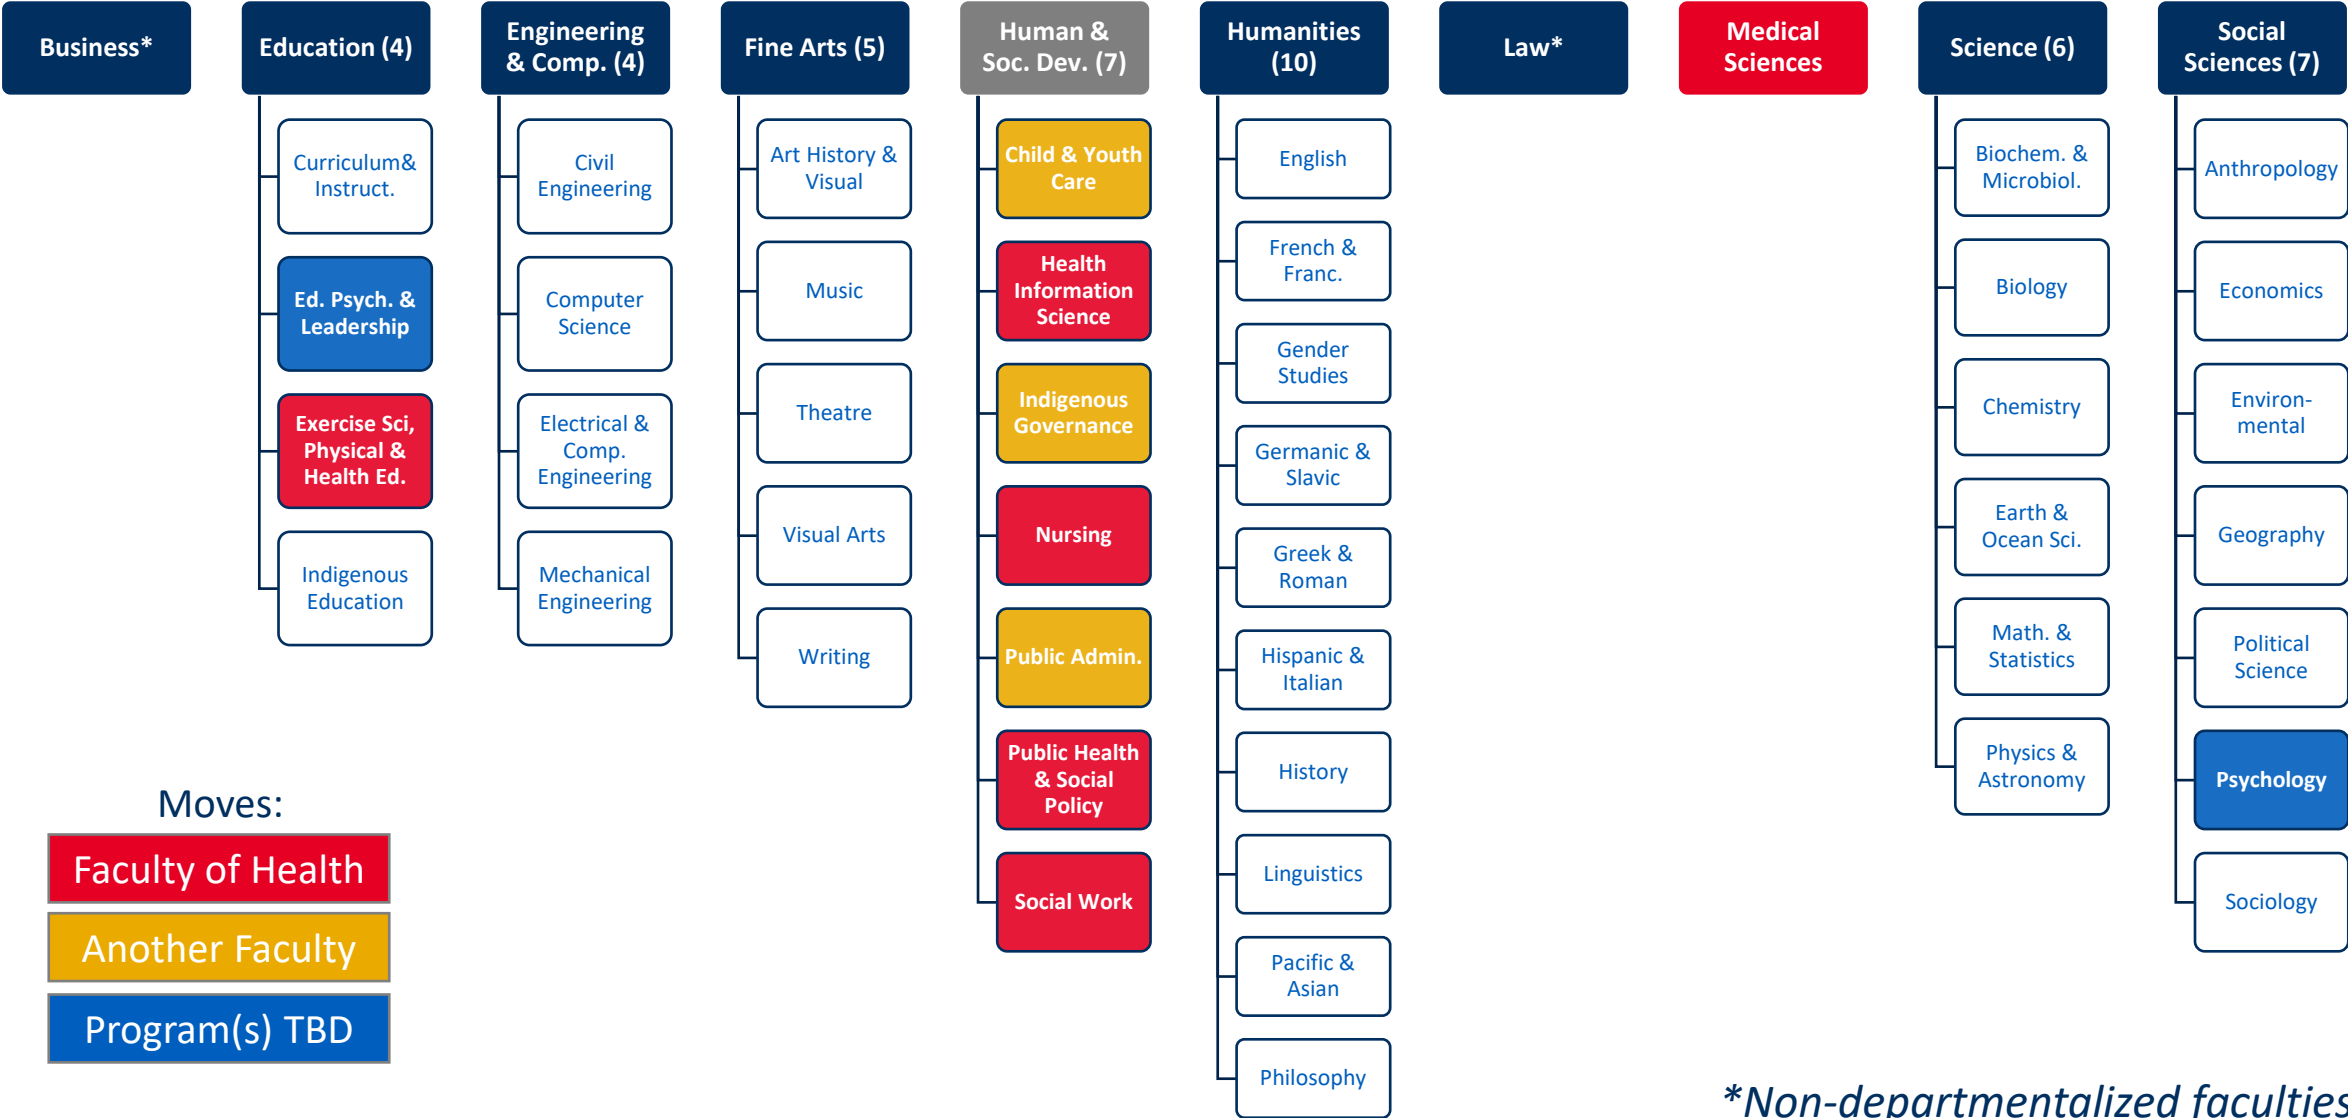 Business*
Education (4)
Engineering
& Comp. (4)
Fine Arts (5)
Human &
Soc. Dev. (7)
Humanities
(10)
Law*
Medical
Sciences
Science (6)
Social
Sciences (7)
Curriculum&
Instruct.
Ed. Psych. &
Leadership
Exercise Sci,
Physical &
Health Ed.
Indigenous
Education
Civil
Engineering
Computer
Science
Electrical &
Comp.
Engineering
Mechanical
Engineering
Art History &
Visual
Music
Theatre
Visual Arts
Writing
Child & Youth
Care
Health
Information
Science
Indigenous
Governance
Nursing
Public Admin.
Public Health
& Social
Policy
Social Work
English
French &
Franc.
Gender
Studies
Germanic &
Slavic
Greek &
Roman
Hispanic &
Italian
History
Linguistics
Pacific &
Asian
Philosophy
Biochem. &
Microbiol.
Biology
Chemistry
Earth &
Ocean Sci.
Math. &
Statistics
Physics &
Astronomy
Anthropology
Economics
Environ-
mental
Geography
Political
Science
Psychology
Sociology
Moves:
Faculty of Health
Another Faculty
Program(s) TBD
*Non-departmentalized faculties